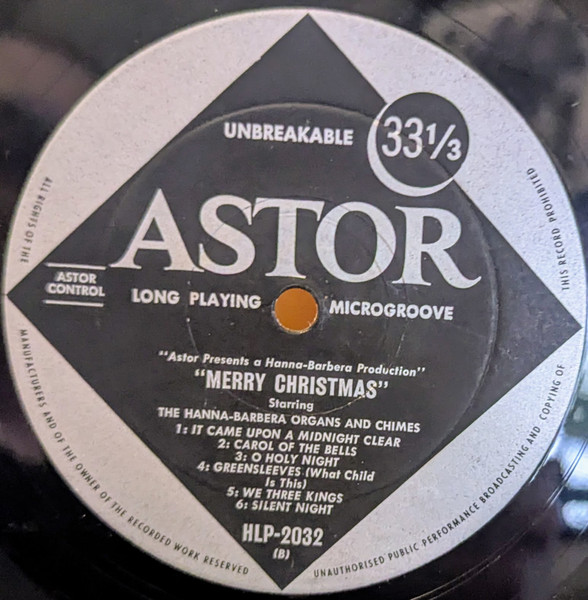 UNBREAKABLE
33 1/3
ASTOR
ASTOR
CONTROL
LONG PLAYING MICROGROOVE
"Astor Presents a Hanna-Barbera Production"
"MERRY CHRISTMAS"
Starring
THE HANNA-BARBERA ORGANS AND CHIMES
1: IT CAME UPON A MIDNIGHT CLEAR
2: CAROL OF THE BELLS
3: O HOLY NIGHT
4: GREENSLEEVES (What Child
Is This)
5: WE THREE KINGS
6: SILENT NIGHT
HLP-2032
(B)
ALL RIGHTS OF THE
MANUFACTURERS AND OF THE OWNER OF THE RECORDED WORK RESERVED
UNAUTHORISED PUBLIC PERFORMANCE BROADCASTING AND COPYING OF
THIS RECORD PROHIBITED